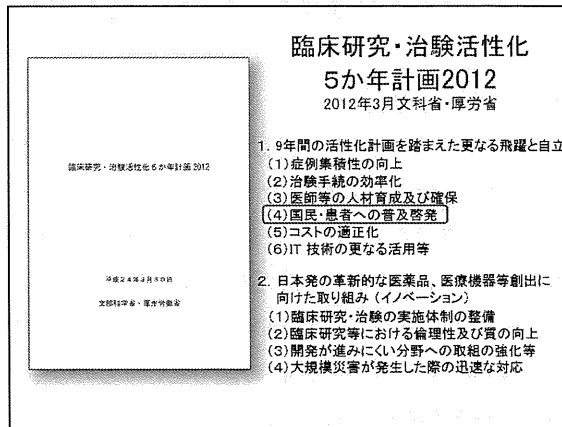 臨床研究・治験活性化
5か年計画2012
2012年3月文科省・厚労省
臨床研究・治験活性化5か年計画2012
平成24年3月30日
文部科学省・厚生労働省
1. 9年間の活性化計画を踏まえた更なる飛躍と自立
(1)症例集積性の向上
(2)治験手続の効率化
(3)医師等の人材育成及び確保
(4)国民・患者への普及啓発
(5)コストの適正化
(6)IT 技術の更なる活用等
2. 日本発の革新的な医薬品、医療機器等創出に
向けた取り組み (イノベーション)
(1)臨床研究・治験の実施体制の整備
(2)臨床研究等における倫理性及び質の向上
(3)開発が進みにくい分野への取組の強化等
(4)大規模災害が発生した際の迅速な対応